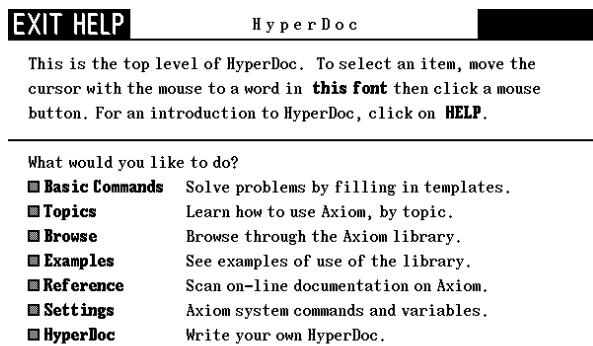 EXIT HELP HyperDoc
This is the top level of HyperDoc. To select an item, move the
cursor with the mouse to a word in this font then click a mouse
button. For an introduction to HyperDoc, click on HELP.
What would you like to do?
Basic Commands Solve problems by filling in templates.
Topics Learn how to use Axiom, by topic.
Browse Browse through the Axiom library.
Examples See examples of use of the library.
Reference Scan on-line documentation on Axiom.
Settings Axiom system commands and variables.
HyperDoc Write your own HyperDoc.